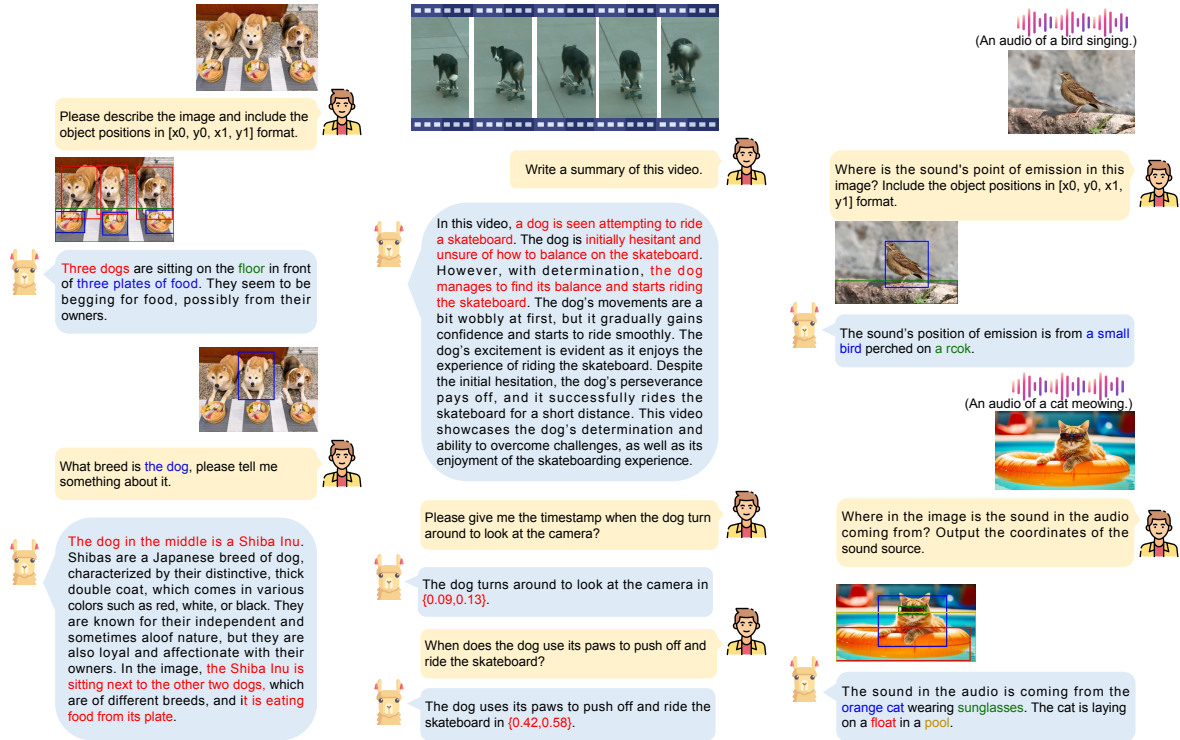 Please describe the image and include the
object positions in [x0, y0, x1, y1] format.
Three dogs are sitting on the floor in front
of three plates of food. They seem to be
begging for food, possibly from their
owners.
What breed is the dog, please tell me
something about it.
The dog in the middle is a Shiba Inu.
Shibas are a Japanese breed of dog,
characterized by their distinctive, thick
double coat, which comes in various
colors such as red, white, or black. They
are known for their independent and
sometimes aloof nature, but they are
also loyal and affectionate with their
owners. In the image, the Shiba Inu is
sitting next to the other two dogs, which
are of different breeds, and it is eating
food from its plate.
Write a summary of this video.
In this video, a dog is seen attempting to ride
a skateboard. The dog is initially hesitant and
unsure of how to balance on the skateboard.
However, with determination, the dog
manages to find its balance and starts riding
the skateboard. The dog's movements are a
bit wobbly at first, but it gradually gains
confidence and starts to ride smoothly. The
dog's excitement is evident as it enjoys the
experience of riding the skateboard. Despite
the initial hesitation, the dog's perseverance
pays off, and it successfully rides the
skateboard for a short distance. This video
showcases the dog's determination and
ability to overcome challenges, as well as its
enjoyment of the skateboarding experience.
Please give me the timestamp when the dog turn
around to look at the camera?
The dog turns around to look at the camera in
{0.09,0.13}.
When does the dog use its paws to push off and
ride the skateboard?
The dog uses its paws to push off and ride the
skateboard in {0.42,0.58}.
(An audio of a bird singing.)
Where is the sound's point of emission in this
image? Include the object positions in [x0, y0, x1,
y1] format.
The sound's position of emission is from a small
bird perched on a rcok.
(An audio of a cat meowing.)
Where in the image is the sound in the audio
coming from? Output the coordinates of the
sound source.
The sound in the audio is coming from the
orange cat wearing sunglasses. The cat is laying
on a float in a pool.